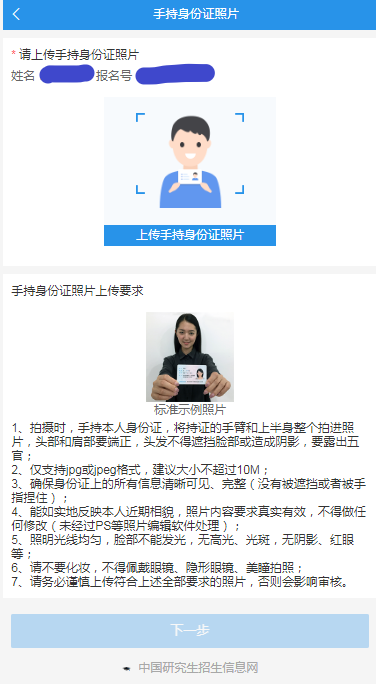 手持身份证照片
* 请上传手持身份证照片
姓名 报名号
上传手持身份证照片
手持身份证照片上传要求
标准示例照片
1、拍摄时，手持本人身份证，将持证的手臂和上半身整个拍进照
片，头部和肩部要端正，头发不得遮挡脸部或造成阴影，要露出五
官；
2、仅支持jpg或jpeg格式，建议大小不超过10M；
3、确保身份证上的所有信息清晰可见、完整（没有被遮挡或者被手
指捏住）；
4、能如实地反映本人近期相貌，照片内容要求真实有效，不得做任
何修改（未经过PS等照片编辑软件处理）；
5、照明光线均匀，脸部不能发光，无高光、光斑，无阴影、红眼
等；
6、请不要化妆，不得佩戴眼镜、隐形眼镜、美瞳拍照；
7、请务必谨慎上传符合上述全部要求的照片，否则会影响审核。
下一步
中国研究生招生信息网